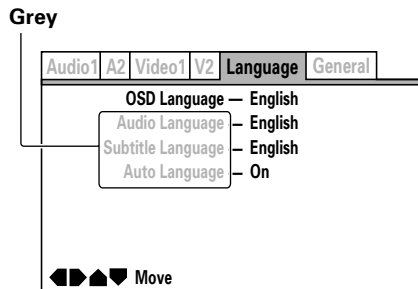 Grey
Audio1 A2 Video1 V2 Language General
OSD Language — English
Audio Language – English
Subtitle Language – English
Auto Language – On
Move